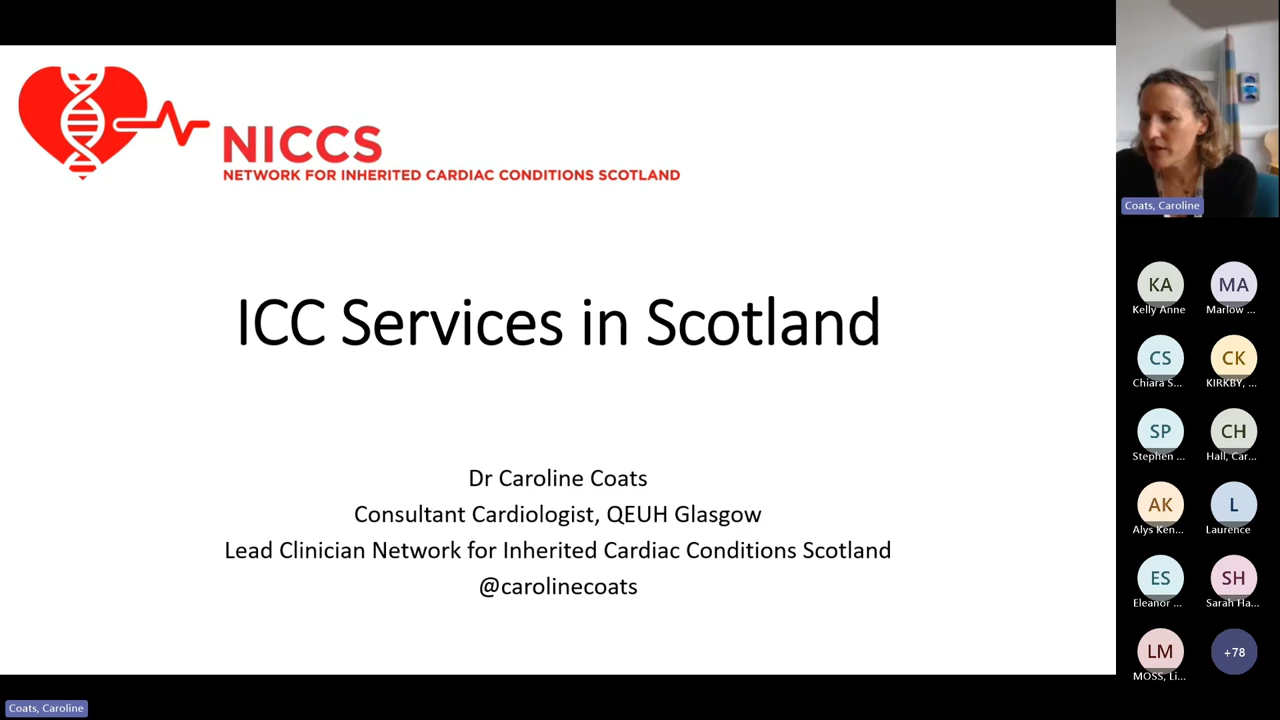 NICCS
NETWORK FOR INHERITED CARDIAC CONDITIONS SCOTLAND
ICC Services in Scotland
Dr Caroline Coats
Consultant Cardiologist, QEUH Glasgow
Lead Clinician Network for Inherited Cardiac Conditions Scotland
@carolinecoats
Coats, Caroline
KA
Kelly Anne
MA
Marlow ...
CS
Chiara S...
CK
KIRKBY, ...
SP
Stephen ...
CH
Hall, Car...
AK
Alys Ken...
L
Laurence
ES
Eleanor ...
SH
Sarah Ha...
LM
MOSS, Li...
+78
Coats, Caroline